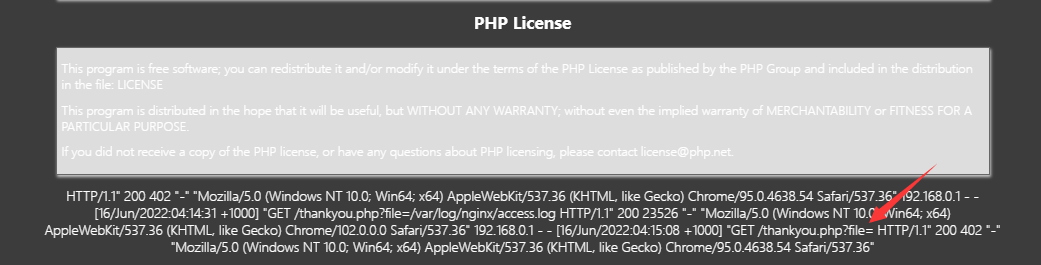 PHP License
This program is free software; you can redistribute it and/or modify it under the terms of the PHP License as published by the PHP Group and included in the distribution
in the file: LICENSE
This program is distributed in the hope that it will be useful, but WITHOUT ANY WARRANTY; without even the implied warranty of MERCHANTABILITY or FITNESS FOR A
PARTICULAR PURPOSE.
If you did not receive a copy of the PHP license, or have any questions about PHP licensing, please contact license@php.net.
HTTP/1.1" 200 402 "-" "Mozilla/5.0 (Windows NT 10.0; Win64; x64) AppleWebKit/537.36 (KHTML, like Gecko) Chrome/95.0.4638.54 Safari/537.36" 192.168.0.1 - -
[16/Jun/2022:04:14:31 +1000] "GET /thankyou.php?file=/var/log/nginx/access.log HTTP/1.1" 200 23526 "-" "Mozilla/5.0 (Windows NT 10.0; Win64; x64)
AppleWebKit/537.36 (KHTML, like Gecko) Chrome/102.0.0.0 Safari/537.36" 192.168.0.1 - - [16/Jun/2022:04:15:08 +1000] "GET /thankyou.php?file= HTTP/1.1" 200 402 "-"
"Mozilla/5.0 (Windows NT 10.0; Win64; x64) AppleWebKit/537.36 (KHTML, like Gecko) Chrome/95.0.4638.54 Safari/537.36"